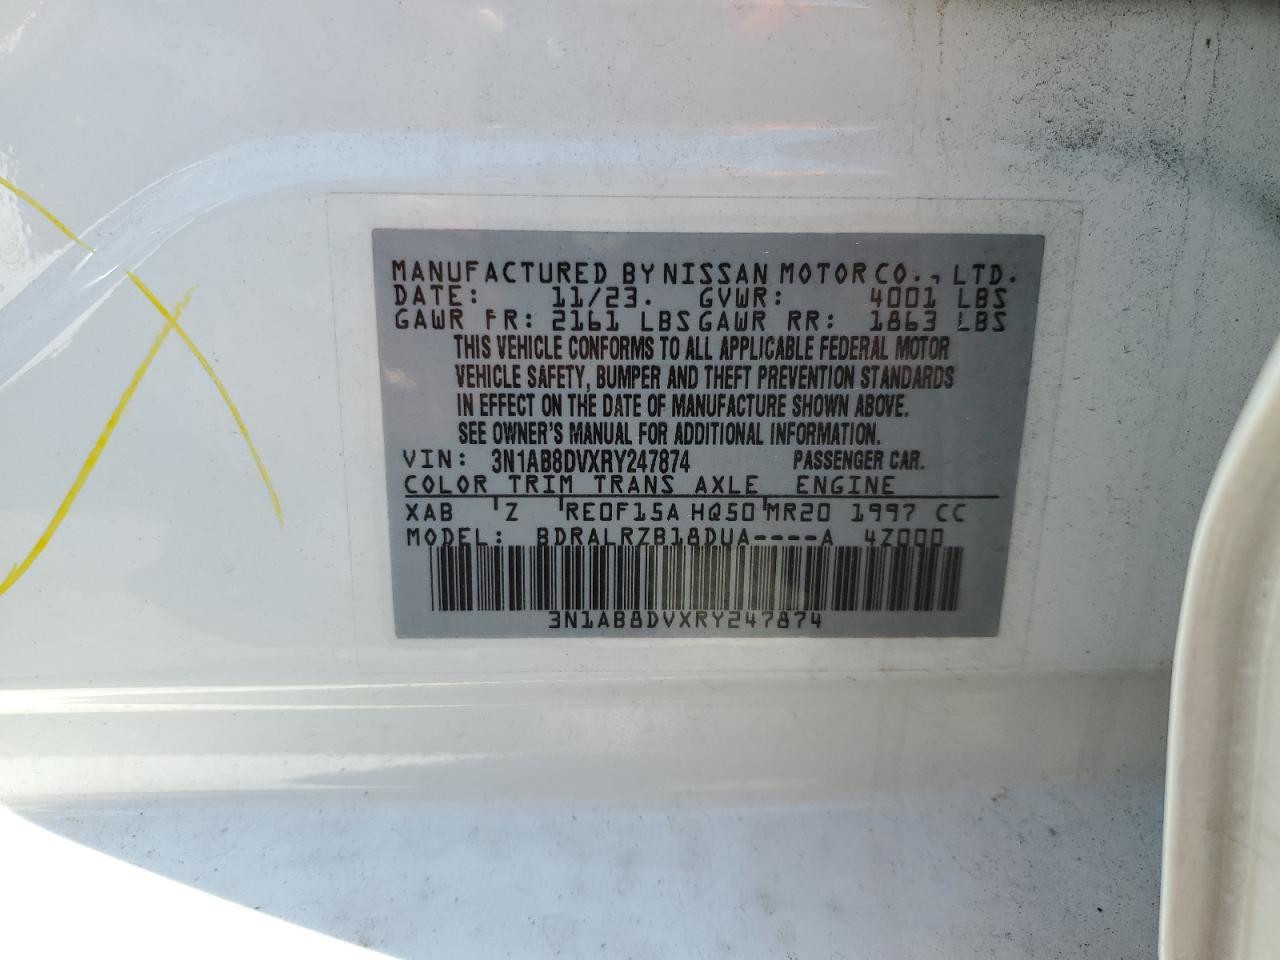 MANUFACTURED BY NISSAN MOTOR CO., LTD.
DATE: 11/23. GVWR: 4001 LBS
GAWR FR: 2161 LBS GAWR RR: 1863 LBS
THIS VEHICLE CONFORMS TO ALL APPLICABLE FEDERAL MOTOR
VEHICLE SAFETY, BUMPER AND THEFT PREVENTION STANDARDS
IN EFFECT ON THE DATE OF MANUFACTURE SHOWN ABOVE.
SEE OWNER'S MANUAL FOR ADDITIONAL INFORMATION.
VIN: 3N1AB8DVXRY247874 PASSENGER CAR.
COLOR TRIM TRANS AXLE ENGINE
XAB Z RE0F15A HQ50 MR20 1997 CC
MODEL: BDRALRZB18DUA----A 4Z000
3N1AB8DVXRY247874